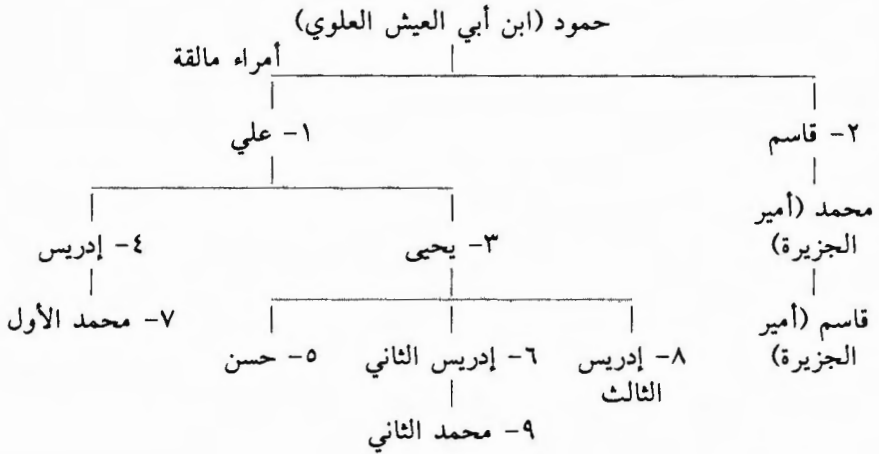 حمود (ابن أبي العيش العلوي)
أمراء مالقة
٢- قاسم
١- علي
محمد (أمير
الجزيرة)
٣- يحيى
٤- إدريس
قاسم (أمير
الجزيرة)
٨- إدريس
الثالث
٦- إدريس الثاني
٥- حسن
٧- محمد الأول
٩- محمد الثاني